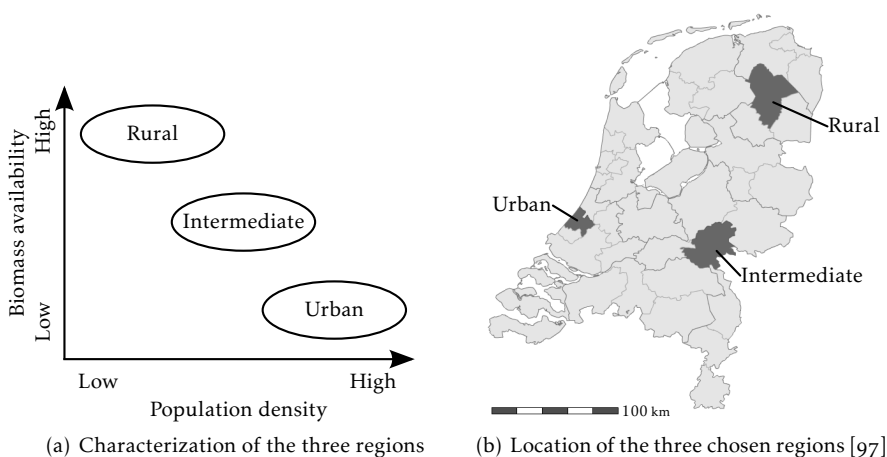 Biomass availability
High
Low
Rural
Intermediate
Urban
Low
High
Population density
(a) Characterization of the three regions
Rural
Urban
Intermediate
100 km
(b) Location of the three chosen regions [97]